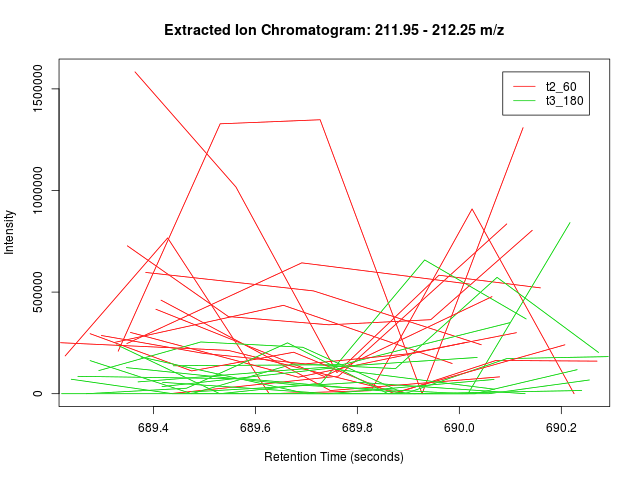 Extracted Ion Chromatogram: 211.95 - 212.25 m/z
t2_60
t3_180
Intensity
1500000
1000000
500000
0
689.4 689.6 689.8 690.0 690.2
Retention Time (seconds)